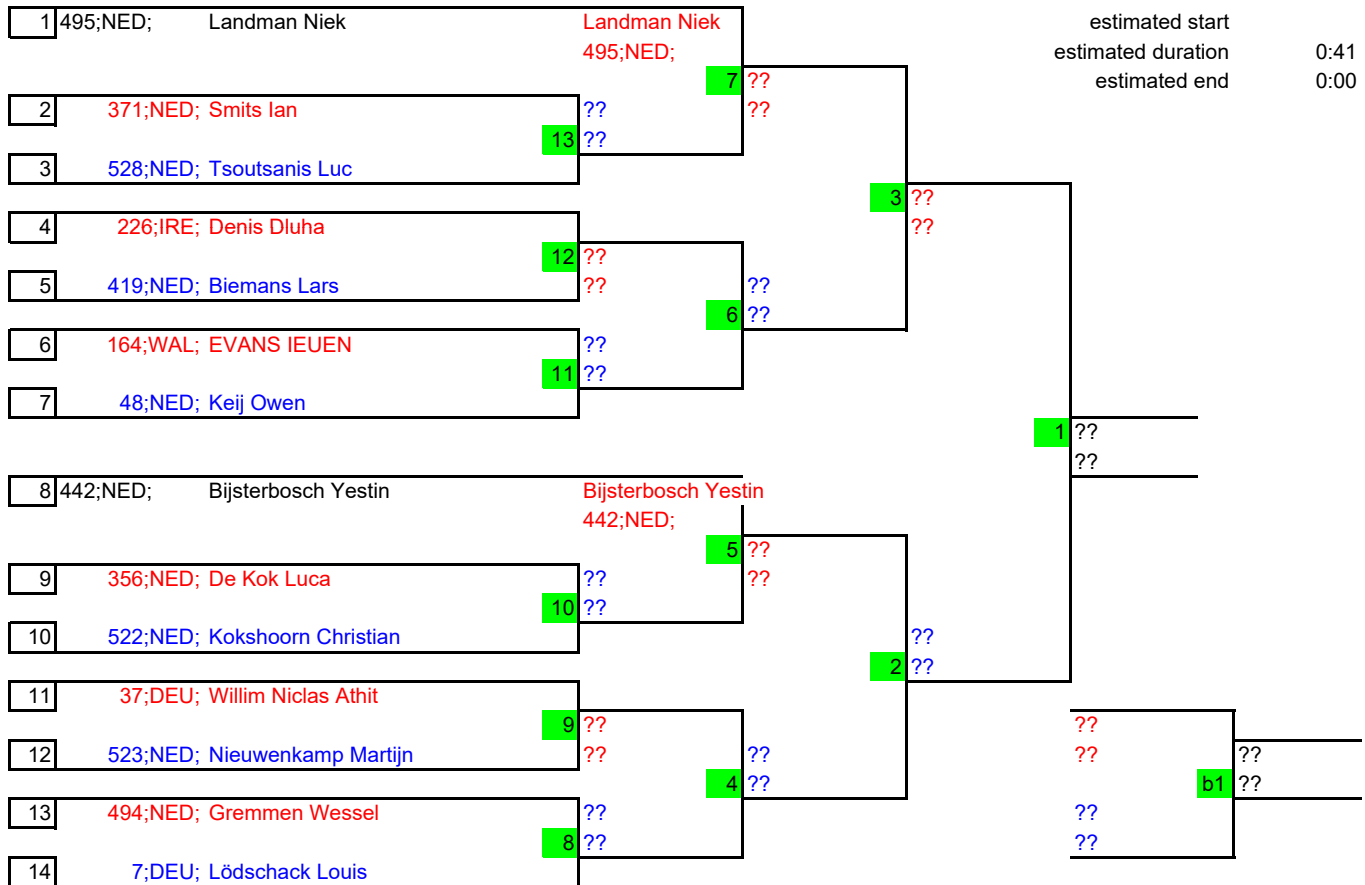 1 495;NED; Landman Niek Landman Niek estimated start
495;NED; estimated duration 0:41
7 ?? estimated end 0:00
2 371;NED; Smits Ian ?? ??
13 ??
3 528;NED; Tsoutsanis Luc
3 ??
4 226;IRE; Denis Dluha ??
12 ??
5 419;NED; Biemans Lars ?? ??
6 ??
6 164;WAL; EVANS IEUEN ??
11 ??
7 48;NED; Keij Owen
1 ??
??
8 442;NED; Bijsterbosch Yestin Bijsterbosch Yestin
442;NED;
5 ??
9 356;NED; De Kok Luca ?? ??
10 ??
10 522;NED; Kokshoorn Christian ??
2 ??
11 37;DEU; Willim Niclas Athit
9 ?? ??
12 523;NED; Nieuwenkamp Martijn ?? ?? ?? ??
4 ?? b1 ??
13 494;NED; Gremmen Wessel ?? ??
8 ?? ??
14 7;DEU; Lödschack Louis